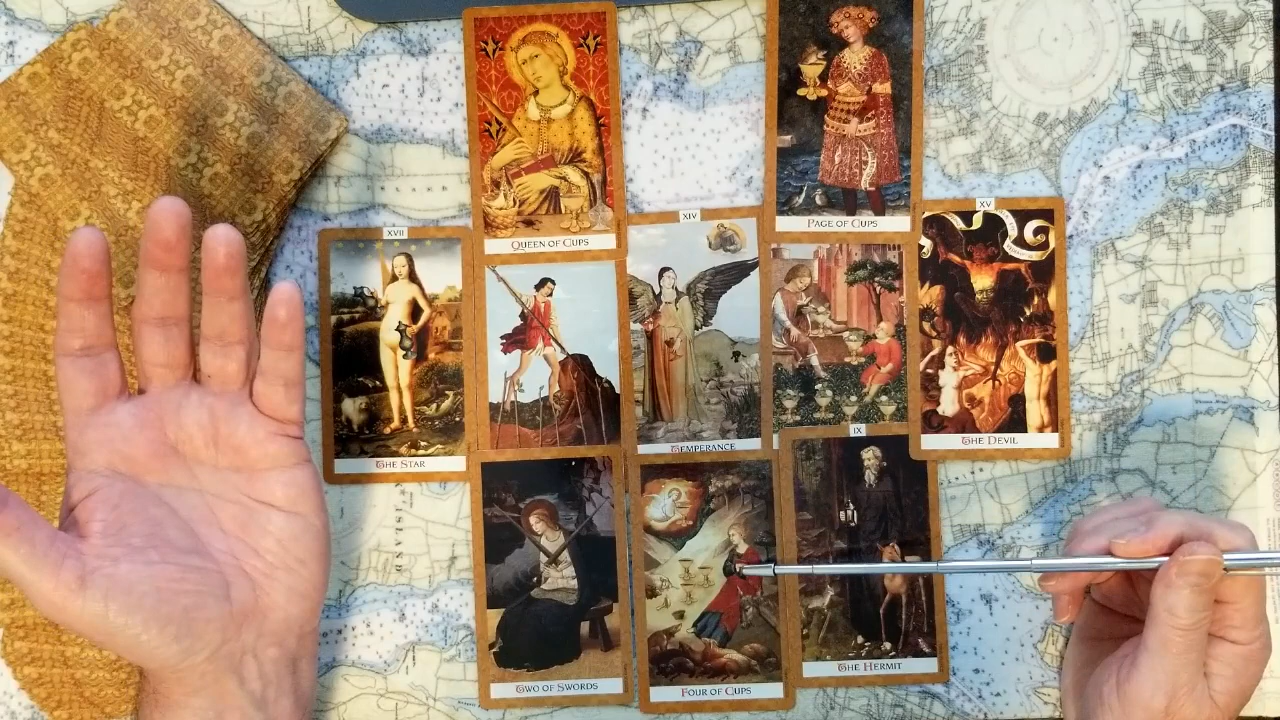 QUEEN OF CUPS
PAGE OF CUPS
XVII
XIV
XV
THE STAR
TEMPERANCE
THE DEVIL
IX
TWO OF SWORDS
FOUR OF CUPS
THE HERMIT
ISLAND